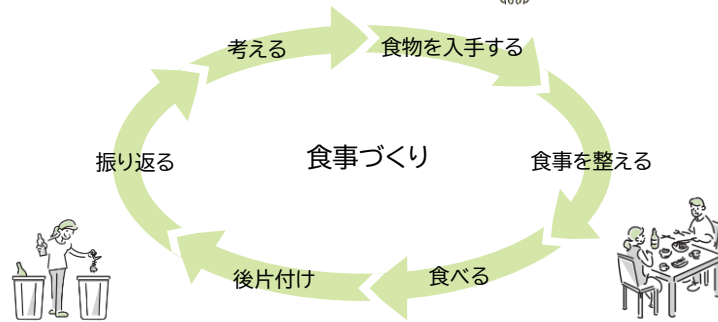 考える
食物を入手する
振り返る
食事づくり
食事を整える
後片付け
食べる